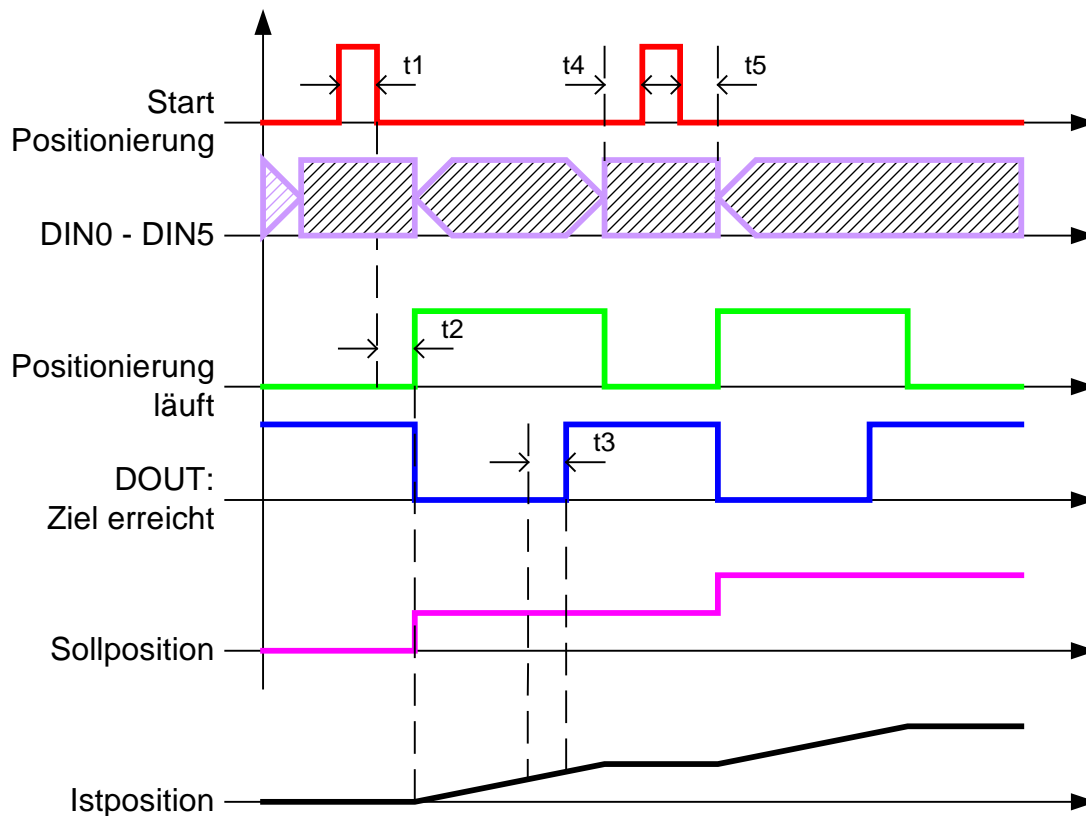 t1
t4
t5
Start
Positionierung
DIN0 - DIN5
t2
Positionierung
läuft
t3
DOUT:
Ziel erreicht
Sollposition
Istposition